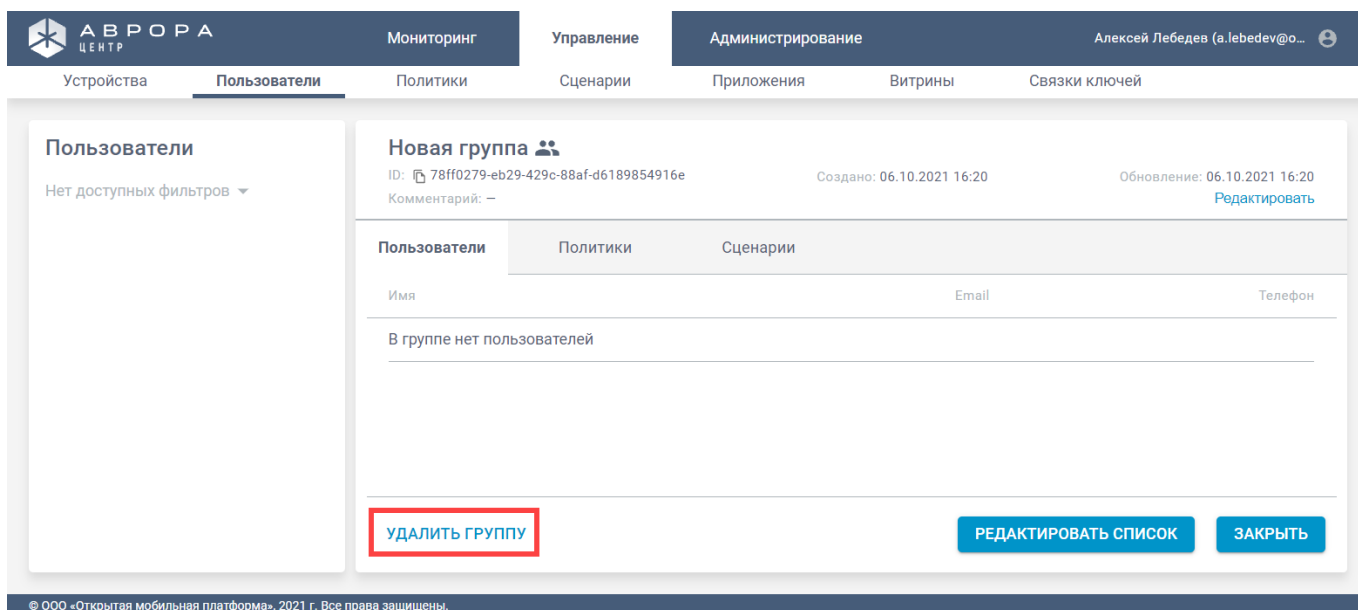 АВРОРА
ЦЕНТР
Мониторинг Управление Администрирование Алексей Лебедев (a.lebedev@o...
Устройства Пользователи Политики Сценарии Приложения Витрины Связки ключей
Пользователи
Нет доступных фильтров
Новая группа
ID: 78ff0279-eb29-429c-88af-d6189854916e Создано: 06.10.2021 16:20 Обновление: 06.10.2021 16:20
Комментарий: — Редактировать
Пользователи Политики Сценарии
Имя Email Телефон
В группе нет пользователей
УДАЛИТЬ ГРУППУ РЕДАКТИРОВАТЬ СПИСОК ЗАКРЫТЬ
© ООО «Открытая мобильная платформа», 2021 г. Все права защищены.